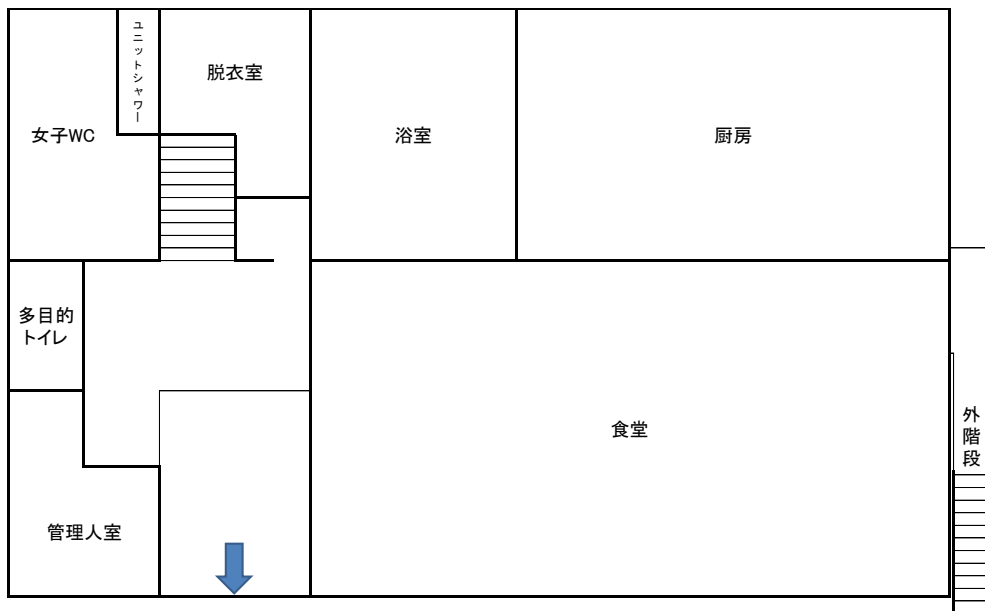 ユニットシャワー
脱衣室
女子WC
浴室
厨房
多目的
トイレ
外階段
食堂
管理人室